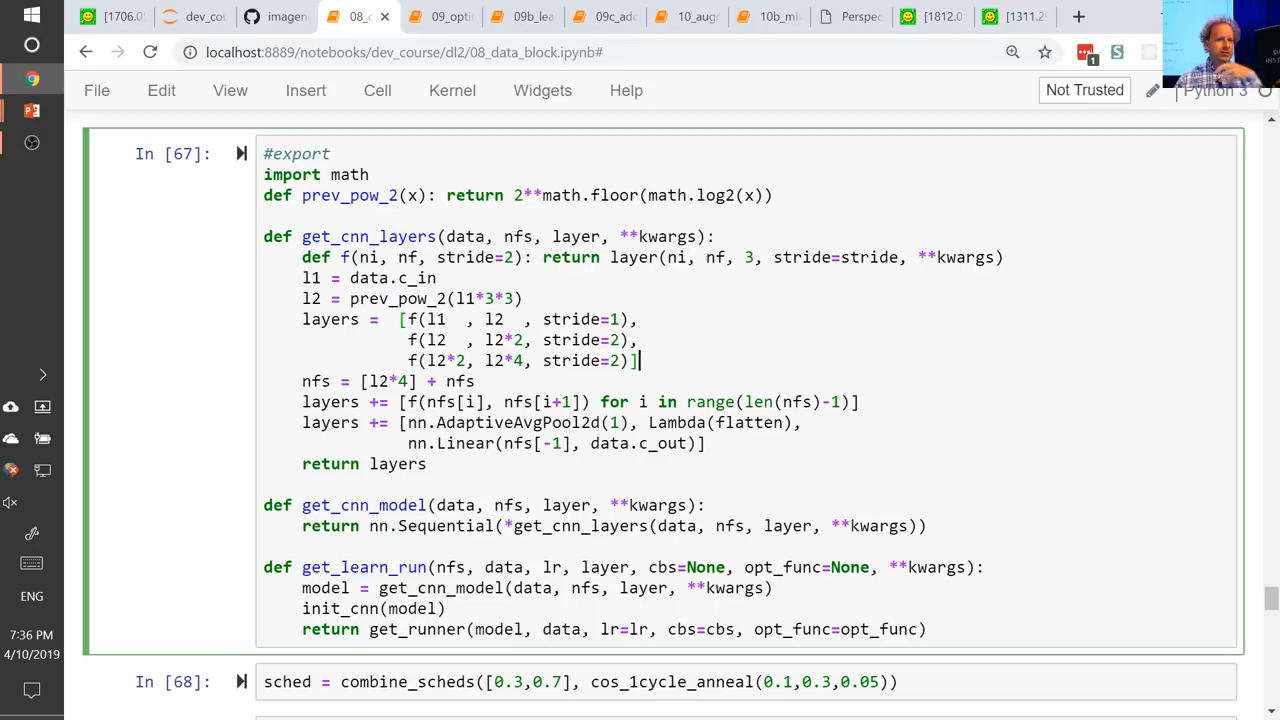 [1706.05
dev_cou
imagene
08_c
09_opti
09b_lea
09c_adc
10_augm
10b_mix
Perspec
[1812.0
[1311.29
localhost:8889/notebooks/dev_course/dl2/08_data_block.ipynb#
1
File Edit View Insert Cell Kernel Widgets Help Not Trusted Python 3
In [67]:
#export
import math
def prev_pow_2(x): return 2**math.floor(math.log2(x))
def get_cnn_layers(data, nfs, layer, **kwargs):
def f(ni, nf, stride=2): return layer(ni, nf, 3, stride=stride, **kwargs)
l1 = data.c_in
l2 = prev_pow_2(l1*3*3)
layers = [f(l1 , l2 , stride=1),
f(l2 , l2*2, stride=2),
f(l2*2, l2*4, stride=2)]
nfs = [l2*4] + nfs
layers += [f(nfs[i], nfs[i+1]) for i in range(len(nfs)-1)]
layers += [nn.AdaptiveAvgPool2d(1), Lambda(flatten),
nn.Linear(nfs[-1], data.c_out)]
return layers
def get_cnn_model(data, nfs, layer, **kwargs):
return nn.Sequential(*get_cnn_layers(data, nfs, layer, **kwargs))
def get_learn_run(nfs, data, lr, layer, cbs=None, opt_func=None, **kwargs):
model = get_cnn_model(data, nfs, layer, **kwargs)
init_cnn(model)
return get_runner(model, data, lr=lr, cbs=cbs, opt_func=opt_func)
In [68]: sched = combine_scheds([0.3,0.7], cos_1cycle_anneal(0.1,0.3,0.05))
ENG
7:36 PM
4/10/2019